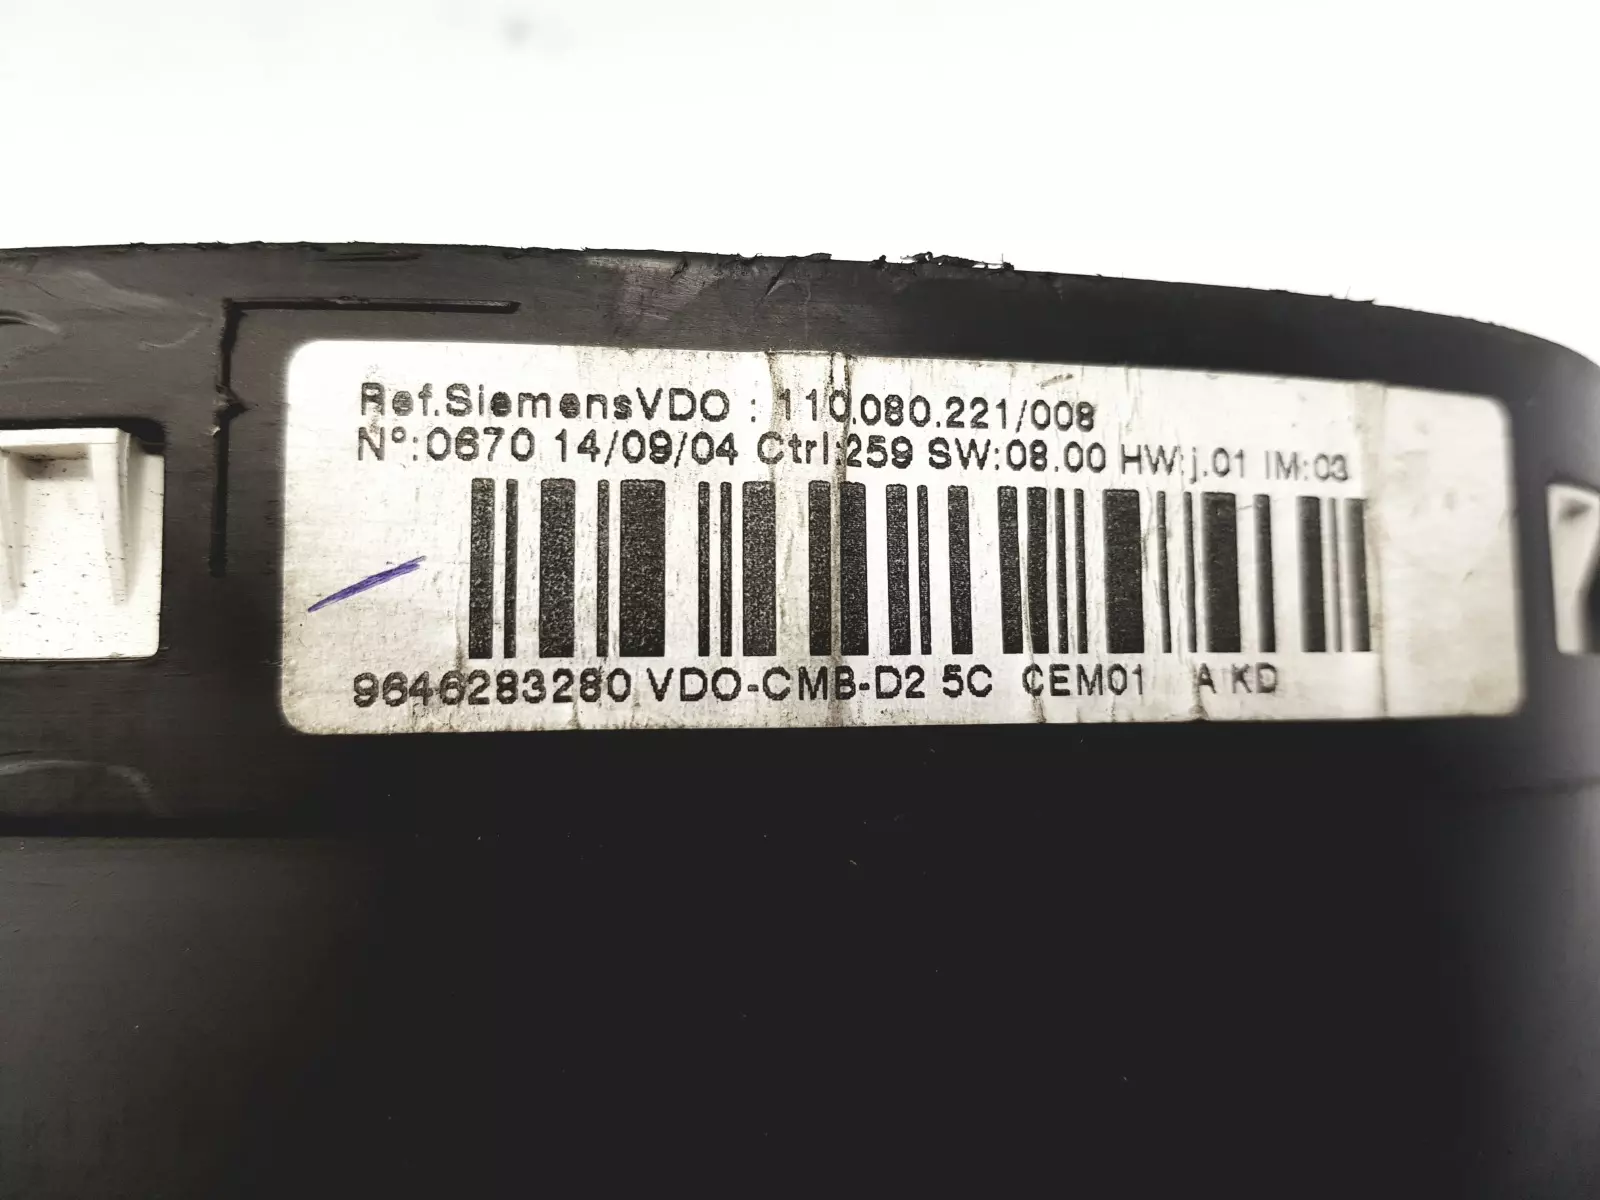 Ref.SiemensVDO : 110.080.221/008
Nº:0670 14/09/04 Ctrl:259 SW:08.00 HW:j.01 IM:03
9646283280 VDO-CMB-D2 5C CEM01 A KD